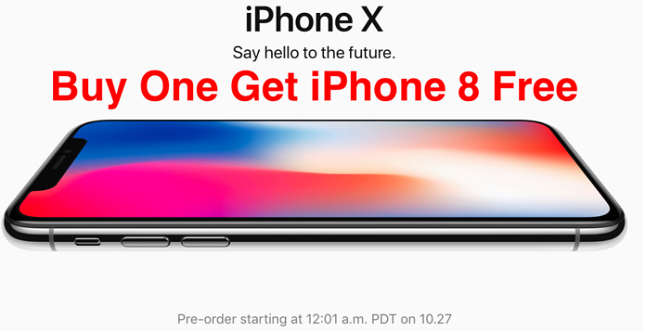 iPhone X
Say hello to the future.
Buy One Get iPhone 8 Free
Pre-order starting at 12:01 a.m. PDT on 10.27